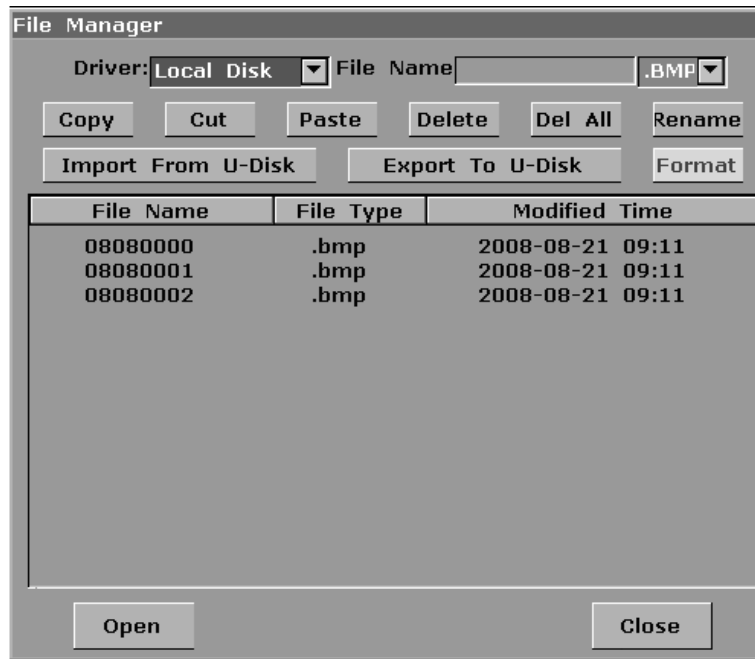 File Manager
Driver: Local Disk File Name .BMP
Copy Cut Paste Delete Del All Rename
Import From U-Disk Export To U-Disk Format
File Name File Type Modified Time
08080000 .bmp 2008-08-21 09:11
08080001 .bmp 2008-08-21 09:11
08080002 .bmp 2008-08-21 09:11
Open Close